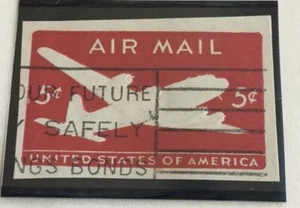 AIR MAIL
OUR FUTURE
5¢ 5¢
SAFELY
UNITED STATES OF AMERICA
NGS BONDS